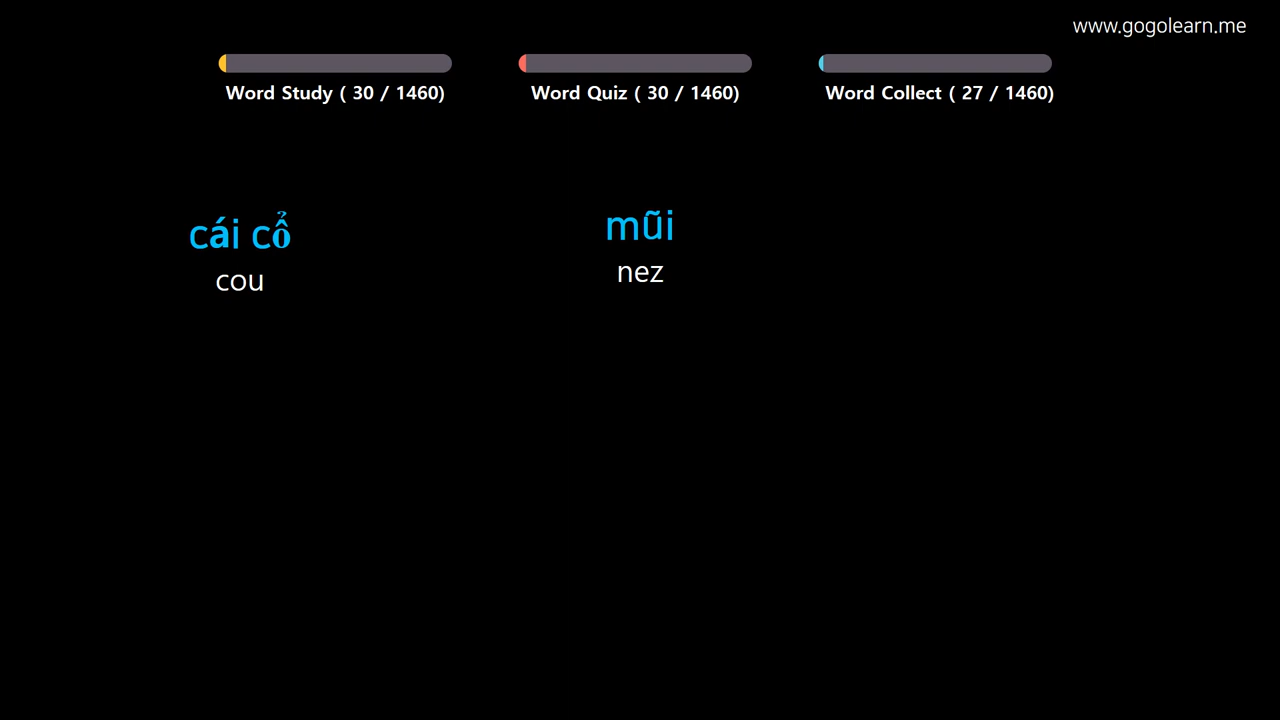 www.gogolearn.me
Word Study ( 30 / 1460)
Word Quiz ( 30 / 1460)
Word Collect ( 27 / 1460)
cái cổ
cou
mũi
nez